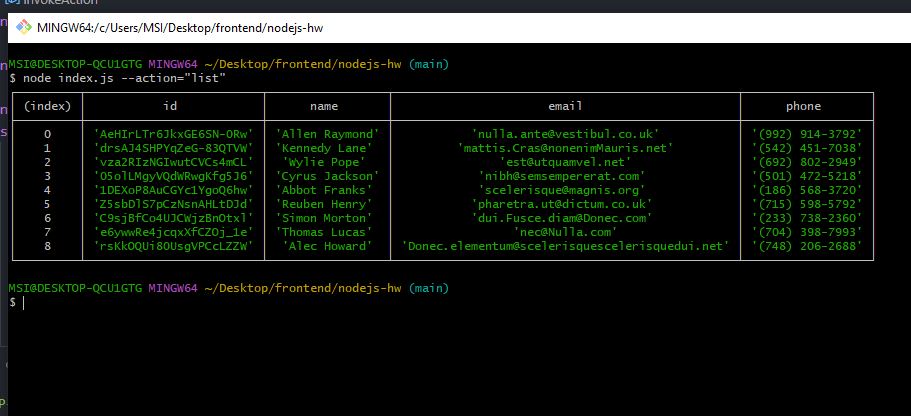 InvokeAction
MINGW64:/c/Users/MSI/Desktop/frontend/nodejs-hw
MSI@DESKTOP-QCU1GTG MINGW64 ~/Desktop/frontend/nodejs-hw (main)
$ node index.js --action="list"
(index) id name email phone
0 'AeHIrLTr6JkxGE6SN-0Rw' 'Allen Raymond' 'nulla.ante@vestibul.co.uk' '(992) 914-3792'
1 'drsAJ4SHPYqZeG-83QTVW' 'Kennedy Lane' 'mattis.Cras@nonenimMauris.net' '(542) 451-7038'
2 'vza2RIzNGIwutCVCs4mCL' 'Wylie Pope' 'est@utquamvel.net' '(692) 802-2949'
3 '05olLMgyVQdWRwgKfg5J6' 'Cyrus Jackson' 'nibh@semsempererat.com' '(501) 472-5218'
4 '1DEXoP8AuCGYc1YgoQ6hw' 'Abbot Franks' 'scelerisque@magnis.org' '(186) 568-3720'
5 'Z5sbDlS7pCzNsnAHLtDJd' 'Reuben Henry' 'pharetra.ut@dictum.co.uk' '(715) 598-5792'
6 'C9sjBfCo4UJCWjzBnOtxl' 'Simon Morton' 'dui.Fusce.diam@Donec.com' '(233) 738-2360'
7 'e6ywwRe4jcqxXfCZOj_1e' 'Thomas Lucas' 'nec@Nulla.com' '(704) 398-7993'
8 'rsKkOQUi80UsgVPCcLZZW' 'Alec Howard' 'Donec.elementum@scelerisquescelerisquedui.net' '(748) 206-2688'
MSI@DESKTOP-QCU1GTG MINGW64 ~/Desktop/frontend/nodejs-hw (main)
$